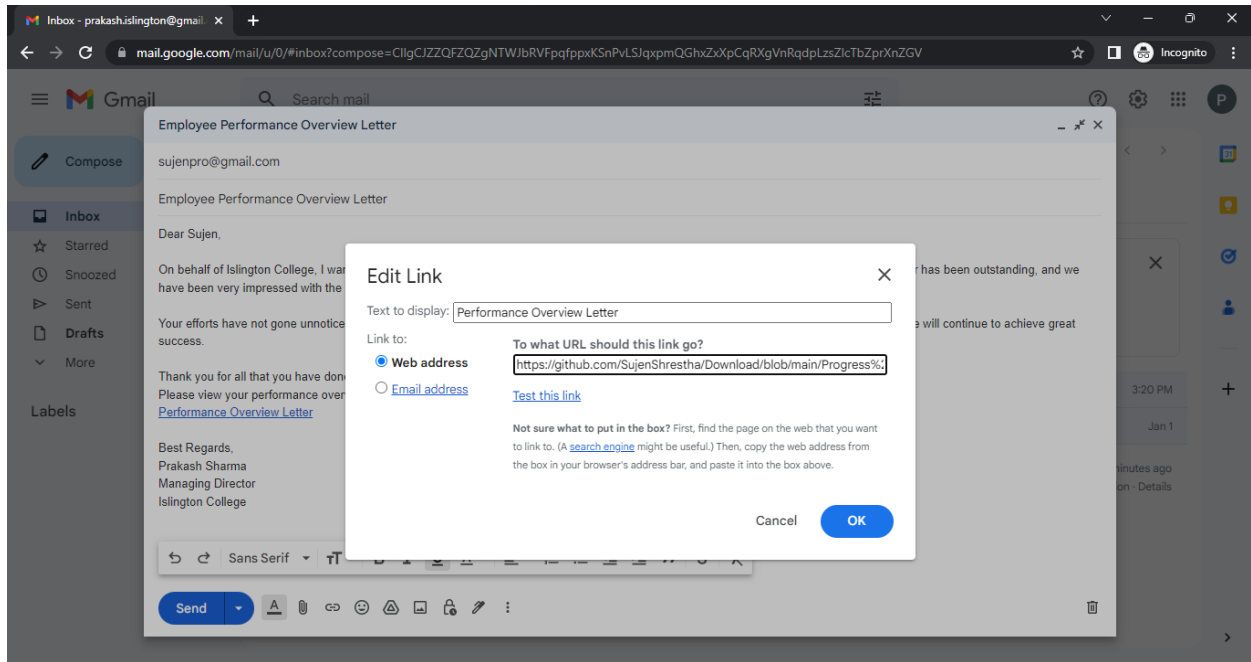 Inbox - prakash.islington@gmail.
mail.google.com/mail/u/0/#inbox?compose=CllgCJZZQFZQZgNTWJbRVFpqfppxKSnPvLSJqxpmQGhxZxXpCqRXgVnRqdpLzsZlcTbZprXnZGV
Incognito
Gmail
Search mail
P
Compose
Inbox
Starred
Snoozed
Sent
Drafts
More
Labels
Employee Performance Overview Letter
sujenpro@gmail.com
Employee Performance Overview Letter
Dear Sujen,
On behalf of Islington College, I
has been outstanding, and we
have been very impressed with the
Your efforts have not gone
will continue to achieve great
success.
Thank you for all that you have
Please view your performance
Performance Overview Letter
Best Regards,
Prakash Sharma
Managing Director
Islington College
Edit Link
Text to display: Performance Overview Letter
Link to:
Web address
Email address
To what URL should this link go?
https://github.com/SujenShrestha/Download/blob/main/Progress%
Test this link
Not sure what to put in the box? First, find the page on the web that you want
to link to. (A search engine might be useful.) Then, copy the web address from
the box in your browser's address bar, and paste it into the box above.
Cancel
OK
Sans Serif
Send
31
3:20 PM
Jan 1
minutes ago
Details